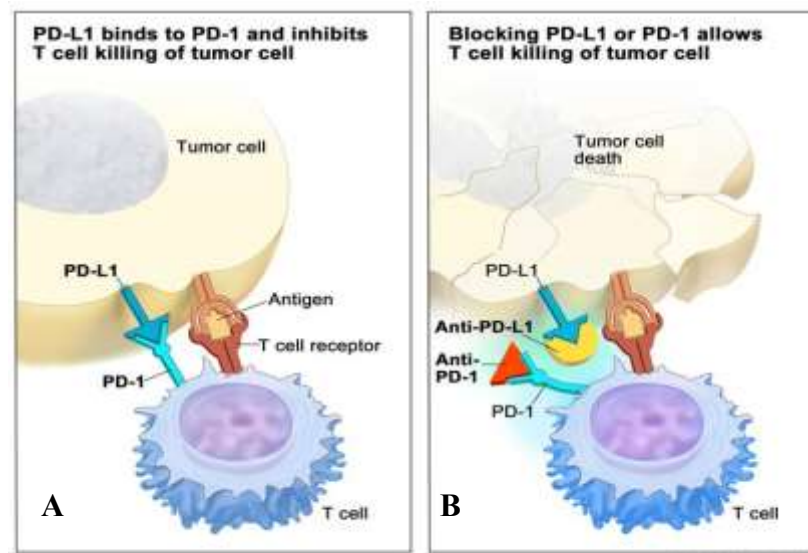 PD-L1 binds to PD-1 and inhibits
T cell killing of tumor cell
Tumor cell
PD-L1
Antigen
T cell receptor
PD-1
A
T cell
Blocking PD-L1 or PD-1 allows
T cell killing of tumor cell
Tumor cell
death
PD-L1
Anti-PD-L1
Anti-
PD-1
PD-1
B
T cell